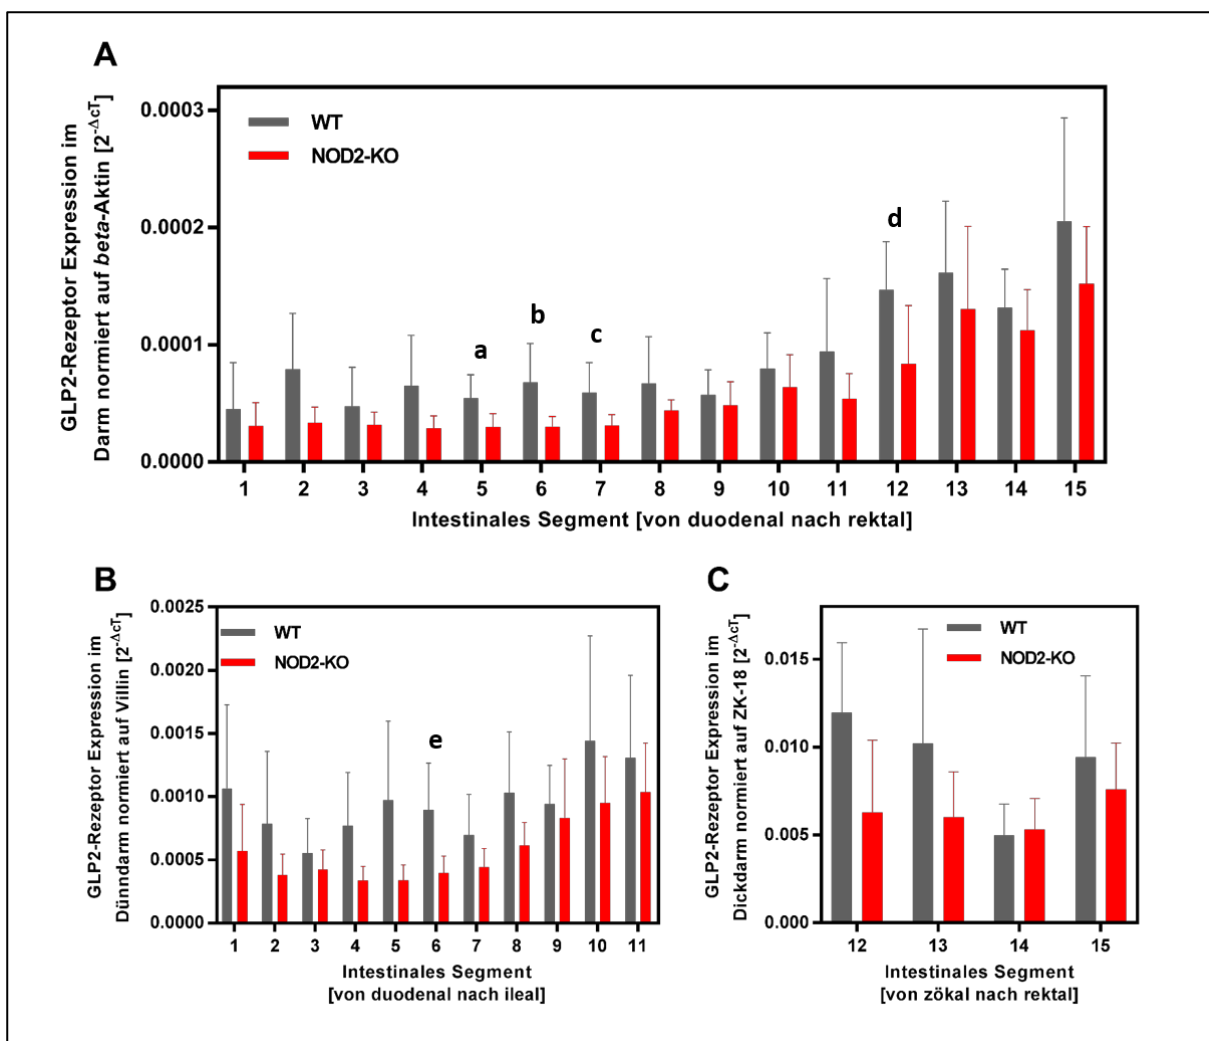 A
GLP2-Rezeptor Expression im
Darm normiert auf beta-Aktin [2^-ΔcT]
0.0003
0.0002
0.0001
0.0000
WT
NOD2-KO
a
b
c
d
1 2 3 4 5 6 7 8 9 10 11 12 13 14 15
Intestinales Segment [von duodenal nach rektal]
B
GLP2-Rezeptor Expression im
Dünndarm normiert auf Villin [2^-ΔcT]
0.0025
0.0020
0.0015
0.0010
0.0005
0.0000
WT
NOD2-KO
e
1 2 3 4 5 6 7 8 9 10 11
Intestinales Segment
[von duodenal nach ileal]
C
GLP2-Rezeptor Expression im
Dickdarm normiert auf ZK-18 [2^-ΔcT]
0.015
0.010
0.005
0.000
WT
NOD2-KO
12 13 14 15
Intestinales Segment
[von zökal nach rektal]